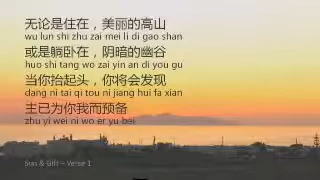 无论是住在，美丽的高山
wu lun shi zhu zai mei li di gao shan
或是躺卧在，阴暗的幽谷
huo shi tang wo zai yin an di you gu
当你抬起头，你将会发现
dang ni tai qi tou ni jiang hui fa xian
主已为你我而预备
zhu yi wei ni wo er yu bei
Stas & Gifc – Verse 1